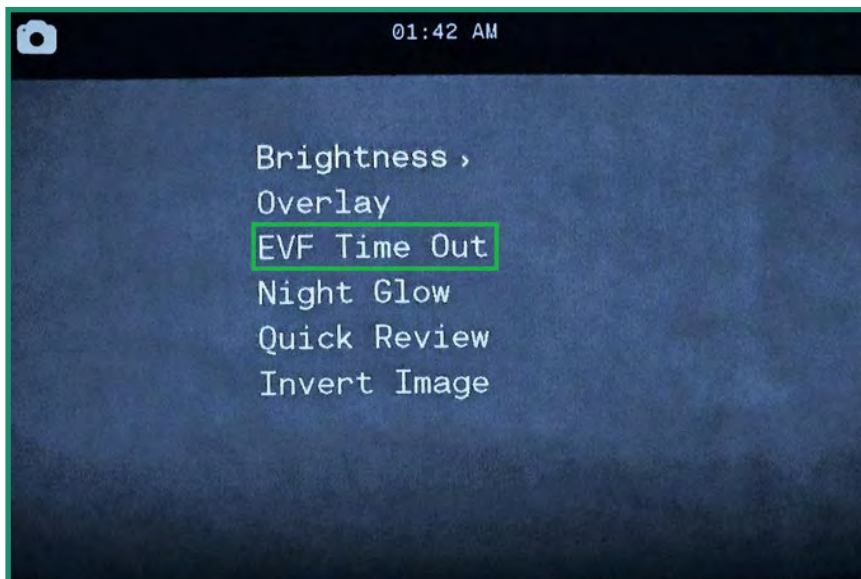 01:42 AM
Brightness ›
Overlay
EVF Time Out
Night Glow
Quick Review
Invert Image